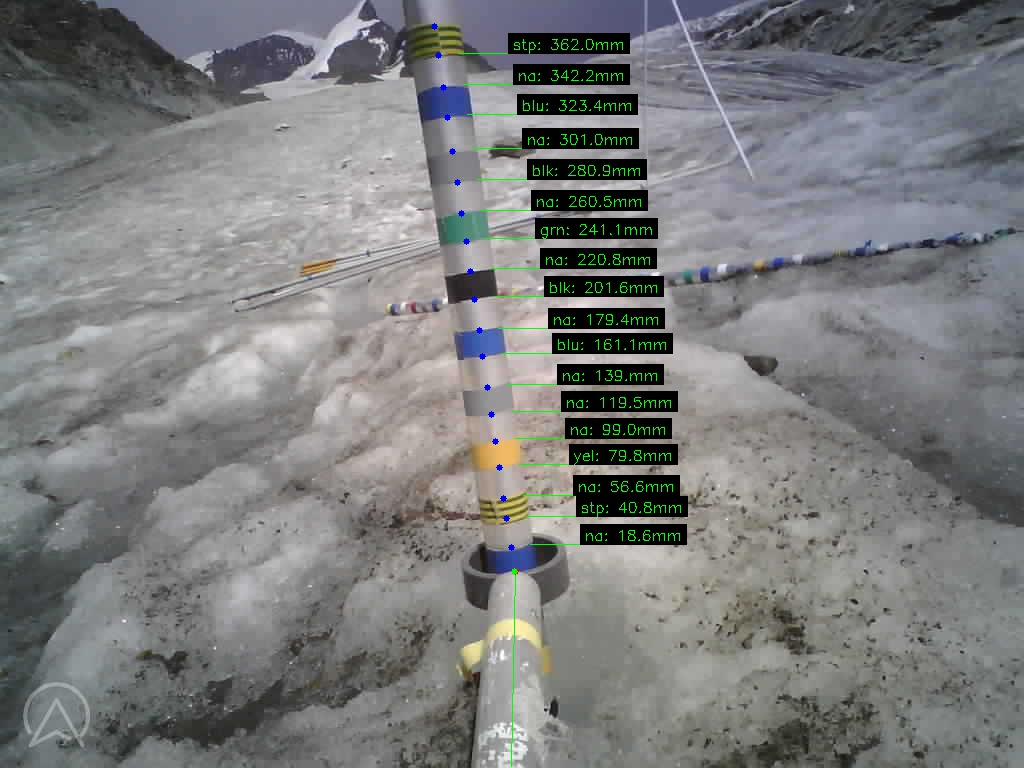 stp: 362.0mm
na: 342.2mm
blu: 323.4mm
na: 301.0mm
blk: 280.9mm
na: 260.5mm
grn: 241.1mm
na: 220.8mm
blk: 201.6mm
na: 179.4mm
blu: 161.1mm
na: 139.mm
na: 119.5mm
na: 99.0mm
yel: 79.8mm
na: 56.6mm
stp: 40.8mm
na: 18.6mm